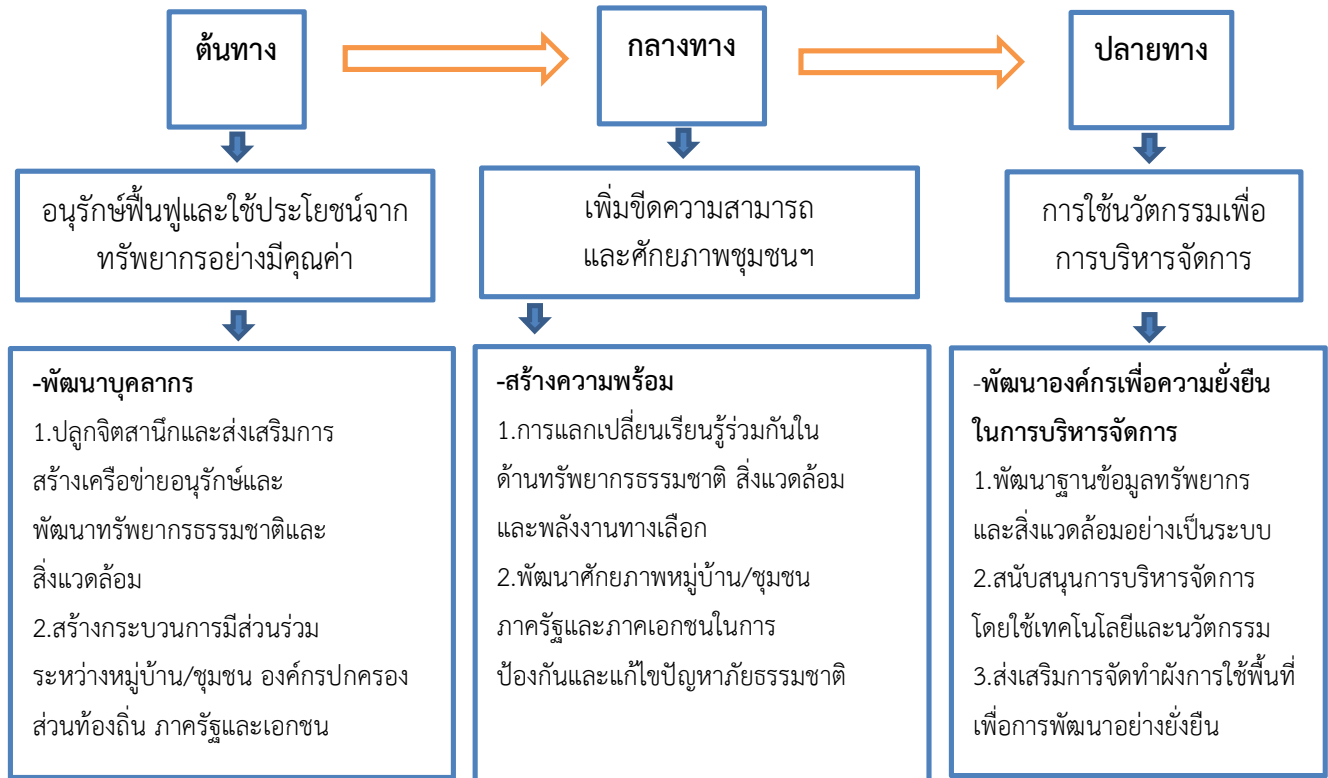 ต้นทาง
กลางทาง
ปลายทาง
อนุรักษ์ฟื้นฟูและใช้ประโยชน์จาก
ทรัพยากรอย่างมีคุณค่า
เพิ่มขีดความสามารถ
และศักยภาพชุมชนฯ
การใช้นวัตกรรมเพื่อ
การบริหารจัดการ
-พัฒนาบุคลากร
1.ปลูกจิตสานึกและส่งเสริมการ
สร้างเครือข่ายอนุรักษ์และ
พัฒนาทรัพยากรธรรมชาติและ
สิ่งแวดล้อม
2.สร้างกระบวนการมีส่วนร่วม
ระหว่างหมู่บ้าน/ชุมชน องค์กรปกครอง
ส่วนท้องถิ่น ภาครัฐและเอกชน
-สร้างความพร้อม
1.การแลกเปลี่ยนเรียนรู้ร่วมกันใน
ด้านทรัพยากรธรรมชาติ สิ่งแวดล้อม
และพลังงานทางเลือก
2.พัฒนาศักยภาพหมู่บ้าน/ชุมชน
ภาครัฐและภาคเอกชนในการ
ป้องกันและแก้ไขปัญหาภัยธรรมชาติ
-พัฒนาองค์กรเพื่อความยั่งยืน
ในการบริหารจัดการ
1.พัฒนาฐานข้อมูลทรัพยากร
และสิ่งแวดล้อมอย่างเป็นระบบ
2.สนับสนุนการบริหารจัดการ
โดยใช้เทคโนโลยีและนวัตกรรม
3.ส่งเสริมการจัดทำผังการใช้พื้นที่
เพื่อการพัฒนาอย่างยั่งยืน